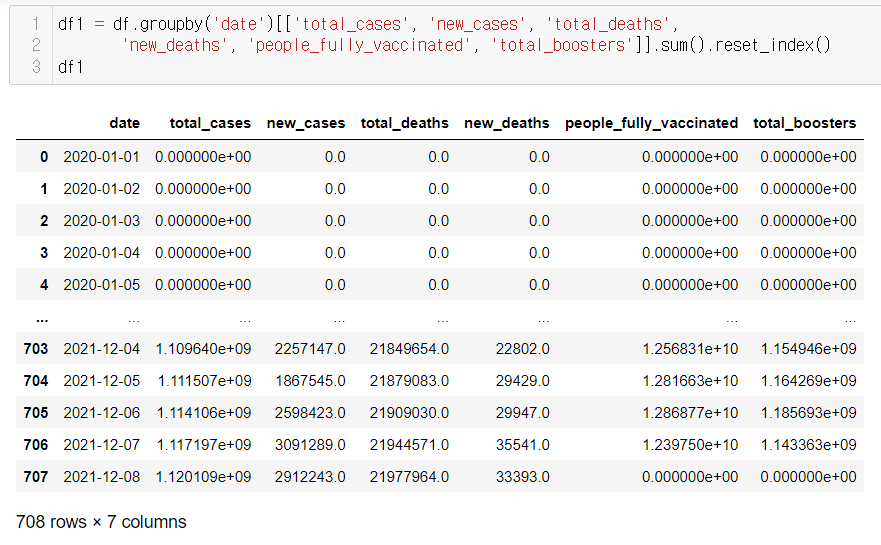 1 df1 = df.groupby('date')[['total_cases', 'new_cases', 'total_deaths',
2 'new_deaths', 'people_fully_vaccinated', 'total_boosters']].sum().reset_index()
3 df1
date total_cases new_cases total_deaths new_deaths people_fully_vaccinated total_boosters
0 2020-01-01 0.000000e+00 0.0 0.0 0.0 0.000000e+00 0.000000e+00
1 2020-01-02 0.000000e+00 0.0 0.0 0.0 0.000000e+00 0.000000e+00
2 2020-01-03 0.000000e+00 0.0 0.0 0.0 0.000000e+00 0.000000e+00
3 2020-01-04 0.000000e+00 0.0 0.0 0.0 0.000000e+00 0.000000e+00
4 2020-01-05 0.000000e+00 0.0 0.0 0.0 0.000000e+00 0.000000e+00
... ... ... ... ... ... ... ...
703 2021-12-04 1.109640e+09 2257147.0 21849654.0 22802.0 1.256831e+10 1.154946e+09
704 2021-12-05 1.111507e+09 1867545.0 21879083.0 29429.0 1.281663e+10 1.164269e+09
705 2021-12-06 1.114106e+09 2598423.0 21909030.0 29947.0 1.286877e+10 1.185693e+09
706 2021-12-07 1.117197e+09 3091289.0 21944571.0 35541.0 1.239750e+10 1.143363e+09
707 2021-12-08 1.120109e+09 2912243.0 21977964.0 33393.0 0.000000e+00 0.000000e+00
708 rows × 7 columns